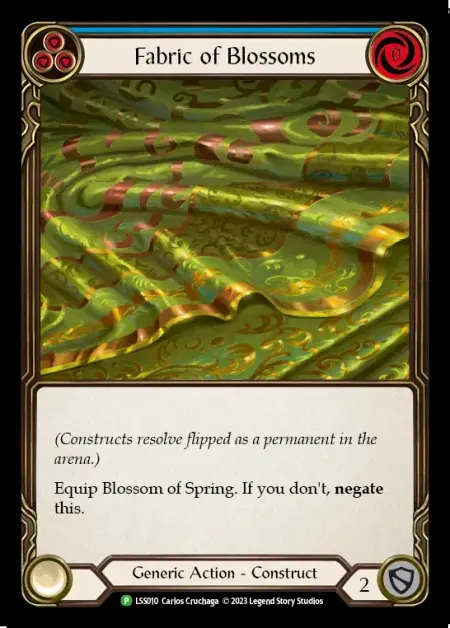 Fabric of Blossoms
0
(Constructs resolve flipped as a permanent in the
arena.)
Equip Blossom of Spring. If you don't, negate
this.
Generic Action - Construct
2
P LSS010 Carlos Cruchaga © 2023 Legend Story Studios